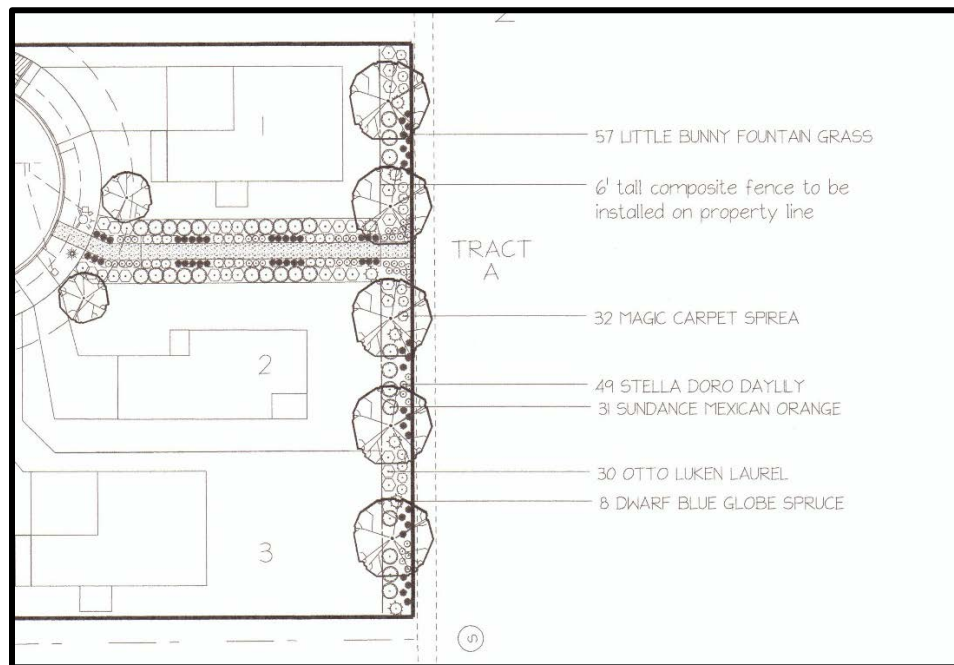 1
57 LITTLE BUNNY FOUNTAIN GRASS
6' tall composite fence to be
installed on property line
TRACT
A
32 MAGIC CARPET SPIREA
2
49 STELLA DORO DAYLILY
31 SUNDANCE MEXICAN ORANGE
30 OTTO LUKEN LAUREL
8 DWARF BLUE GLOBE SPRUCE
3
S